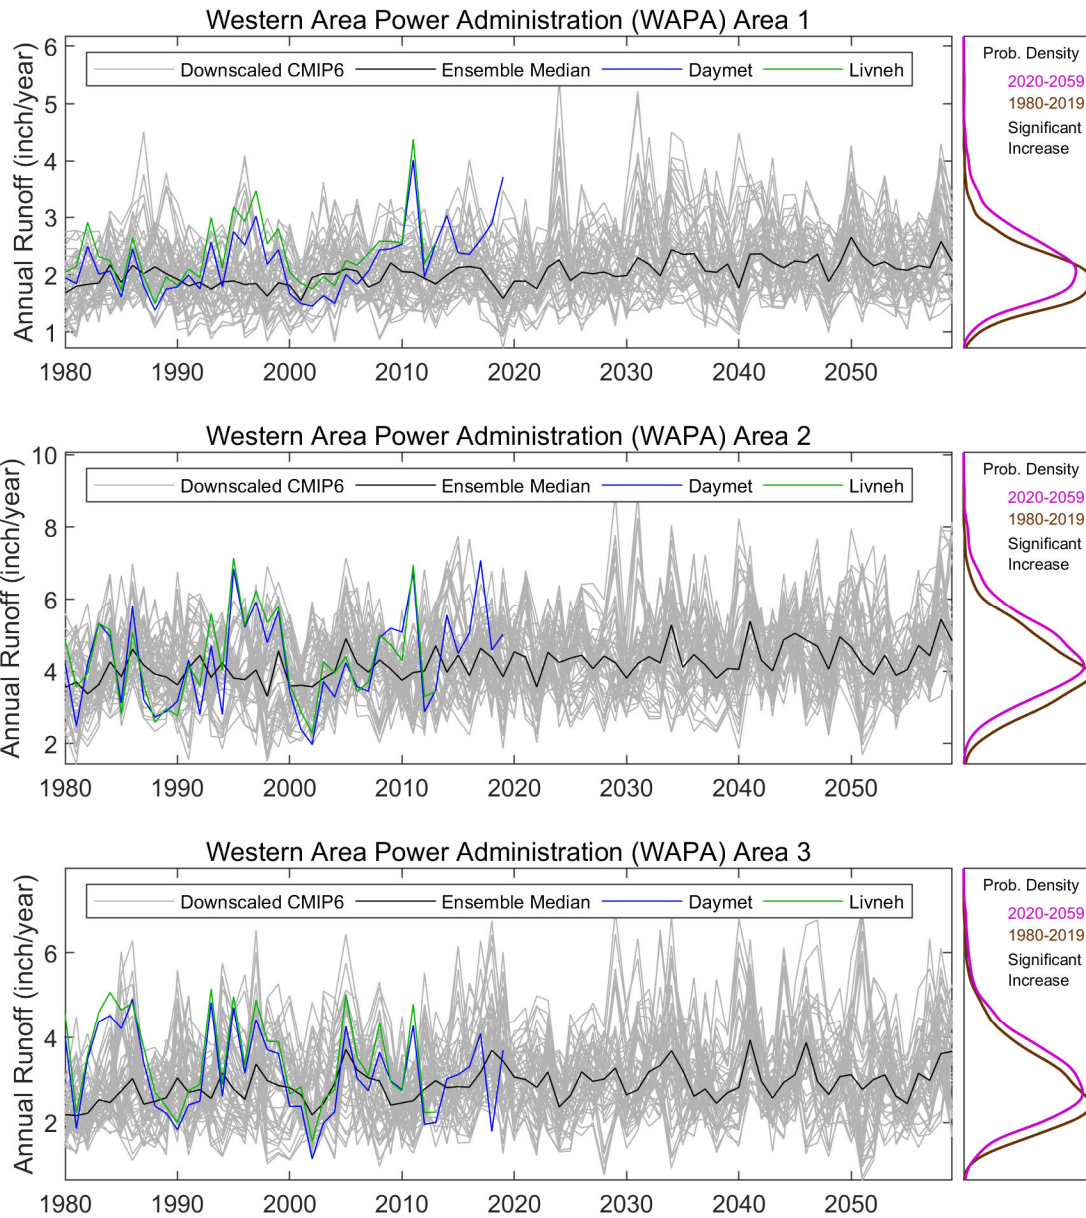 Western Area Power Administration (WAPA) Area 1
Annual Runoff (inch/year)
6
5
4
3
2
1
Downscaled CMIP6 Ensemble Median Daymet Livneh
Prob. Density
2020-2059
1980-2019
Significant
Increase
1980 1990 2000 2010 2020 2030 2040 2050
Western Area Power Administration (WAPA) Area 2
Annual Runoff (inch/year)
10
8
6
4
2
Downscaled CMIP6 Ensemble Median Daymet Livneh
Prob. Density
2020-2059
1980-2019
Significant
Increase
1980 1990 2000 2010 2020 2030 2040 2050
Western Area Power Administration (WAPA) Area 3
Annual Runoff (inch/year)
6
4
2
Downscaled CMIP6 Ensemble Median Daymet Livneh
Prob. Density
2020-2059
1980-2019
Significant
Increase
1980 1990 2000 2010 2020 2030 2040 2050